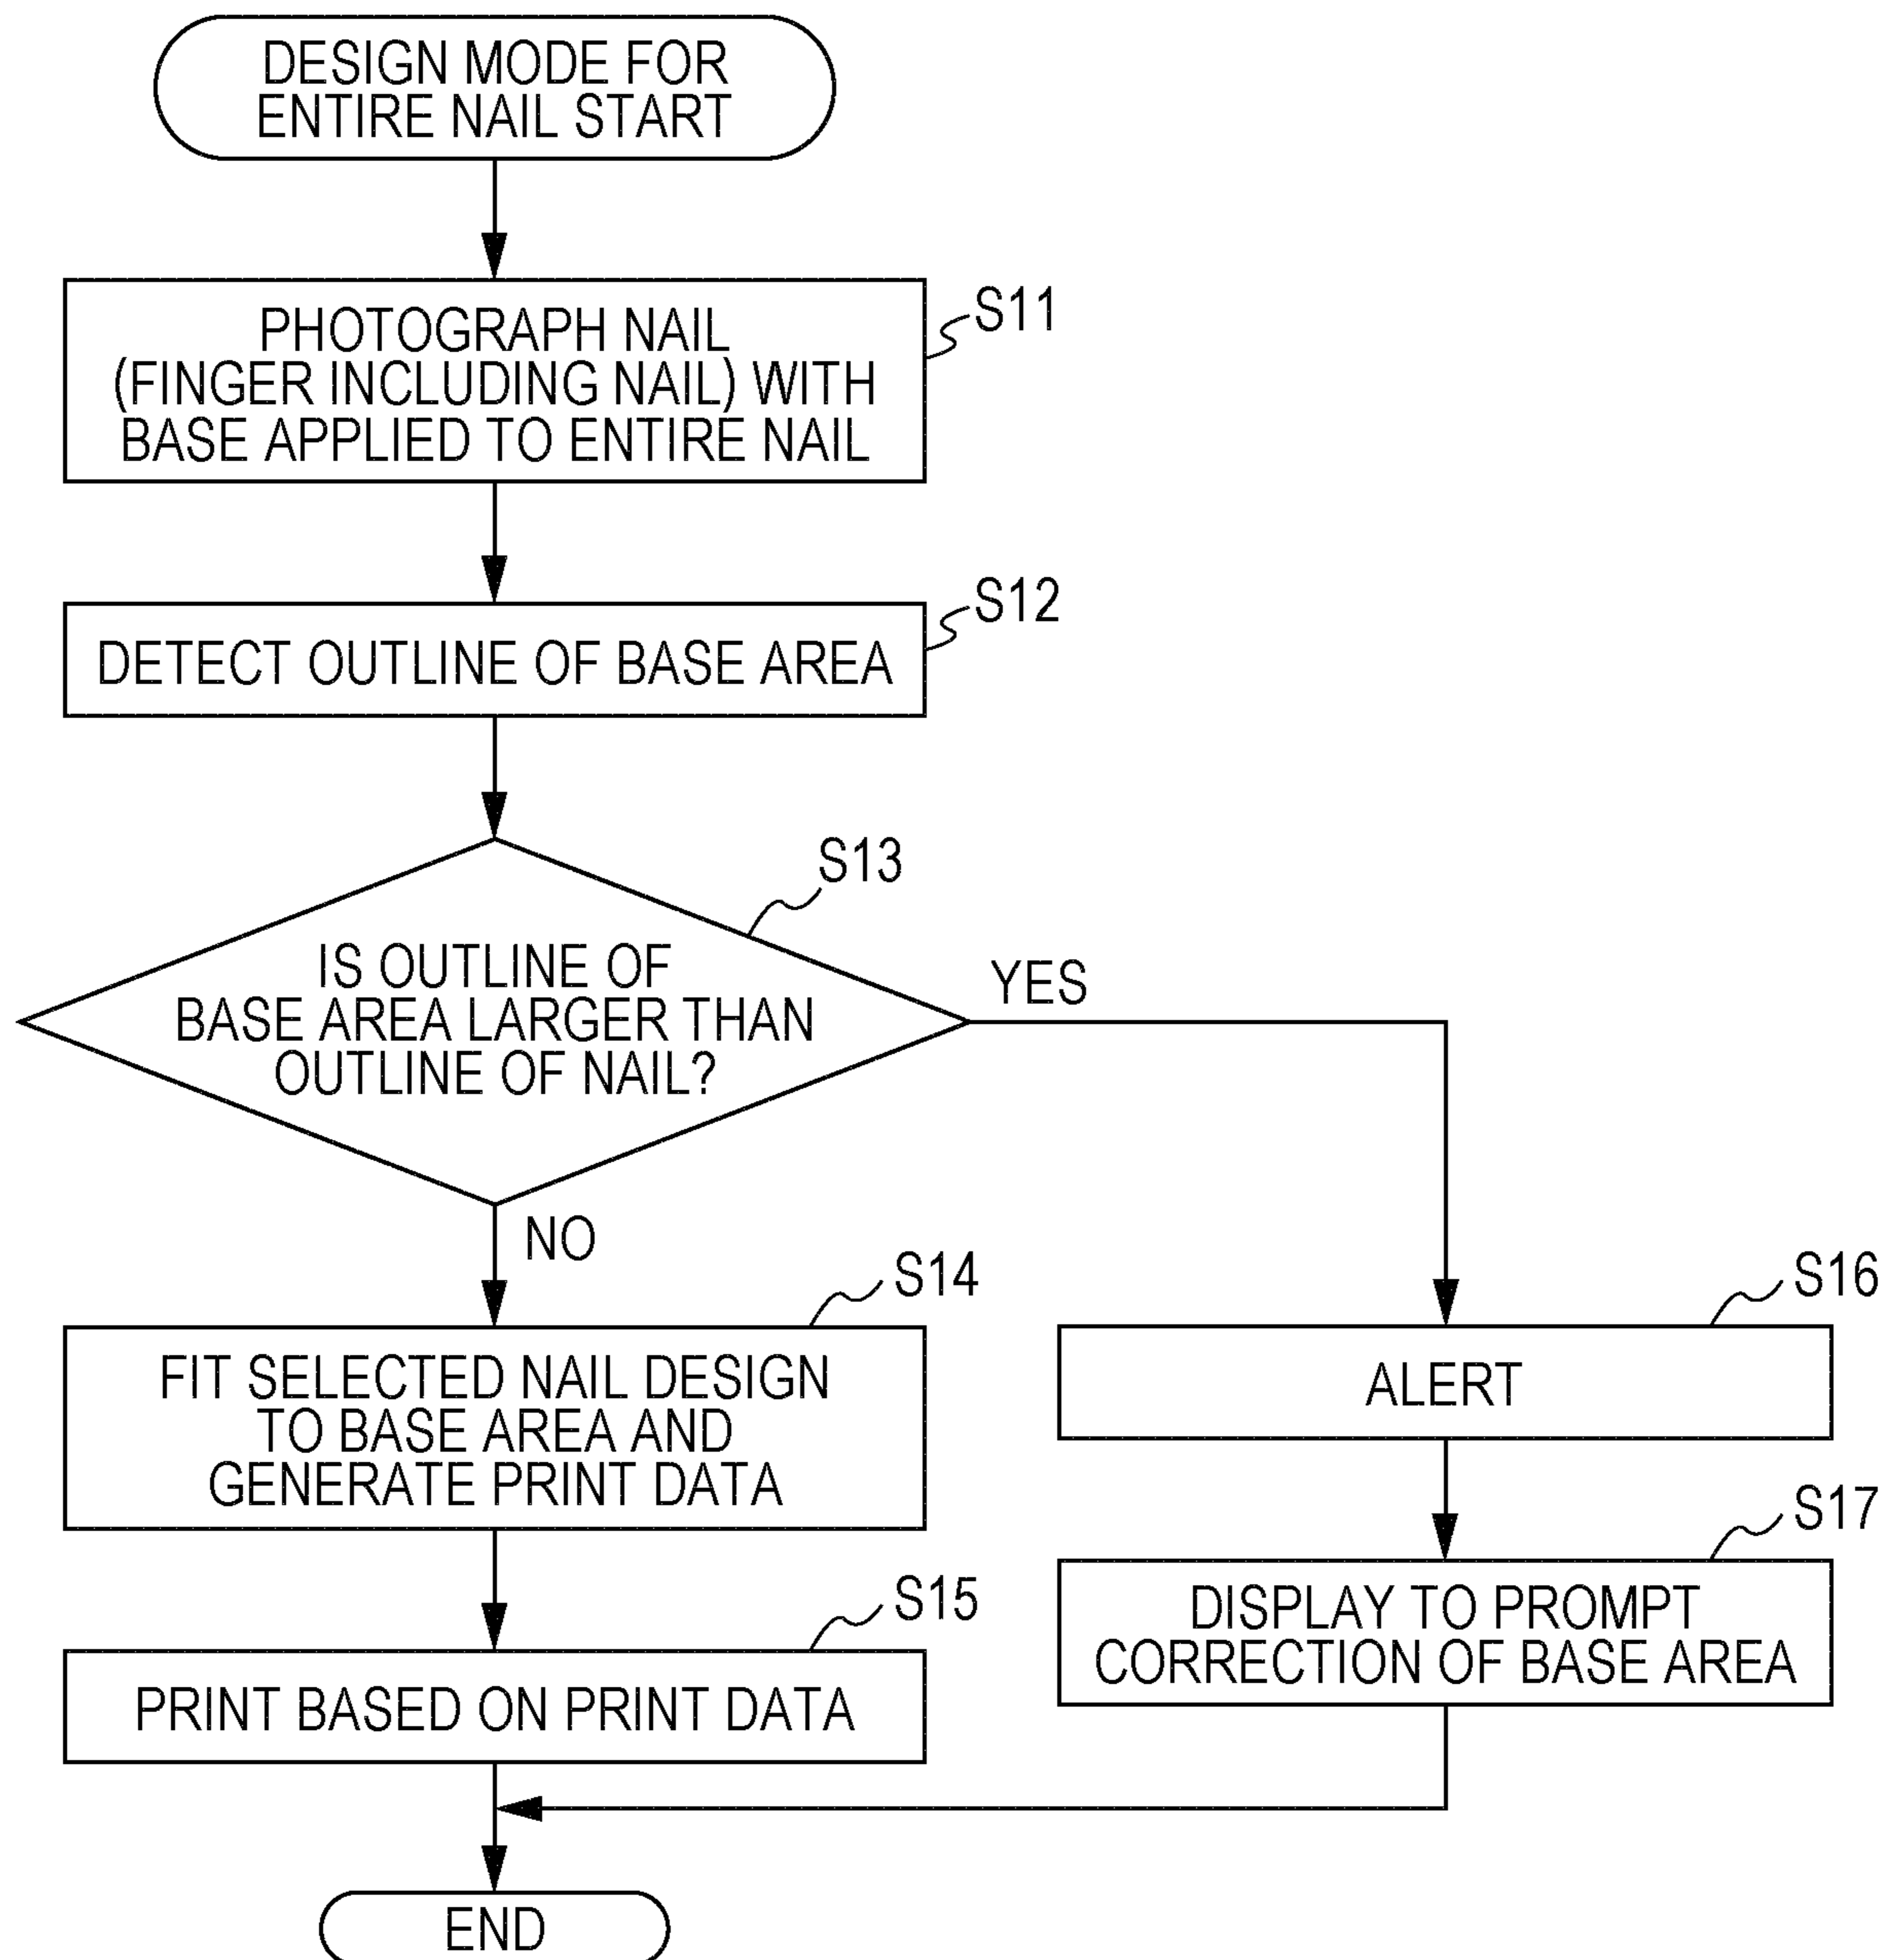 DESIGN MODE FOR
ENTIRE NAIL START
PHOTOGRAPH NAIL
(FINGER INCLUDING NAIL) WITH
BASE APPLIED TO ENTIRE NAIL
S11
DETECT OUTLINE OF BASE AREA
S12
IS OUTLINE OF
BASE AREA LARGER THAN
OUTLINE OF NAIL?
S13
YES
NO
FIT SELECTED NAIL DESIGN
TO BASE AREA AND
GENERATE PRINT DATA
S14
PRINT BASED ON PRINT DATA
S15
ALERT
S16
DISPLAY TO PROMPT
CORRECTION OF BASE AREA
S17
END